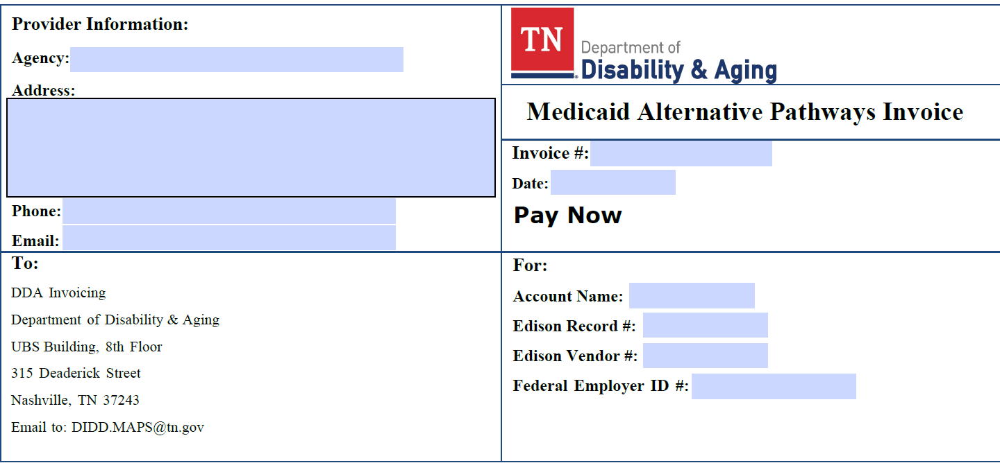 Provider Information:
Agency:
Address:
Phone:
Email:
TN
®
Department of
Disability & Aging
Medicaid Alternative Pathways Invoice
Invoice #:
Date:
Pay Now
To:
DDA Invoicing
Department of Disability & Aging
UBS Building, 8th Floor
315 Deaderick Street
Nashville, TN 37243
Email to: DIDD.MAPS@tn.gov
For:
Account Name:
Edison Record #:
Edison Vendor #:
Federal Employer ID #: